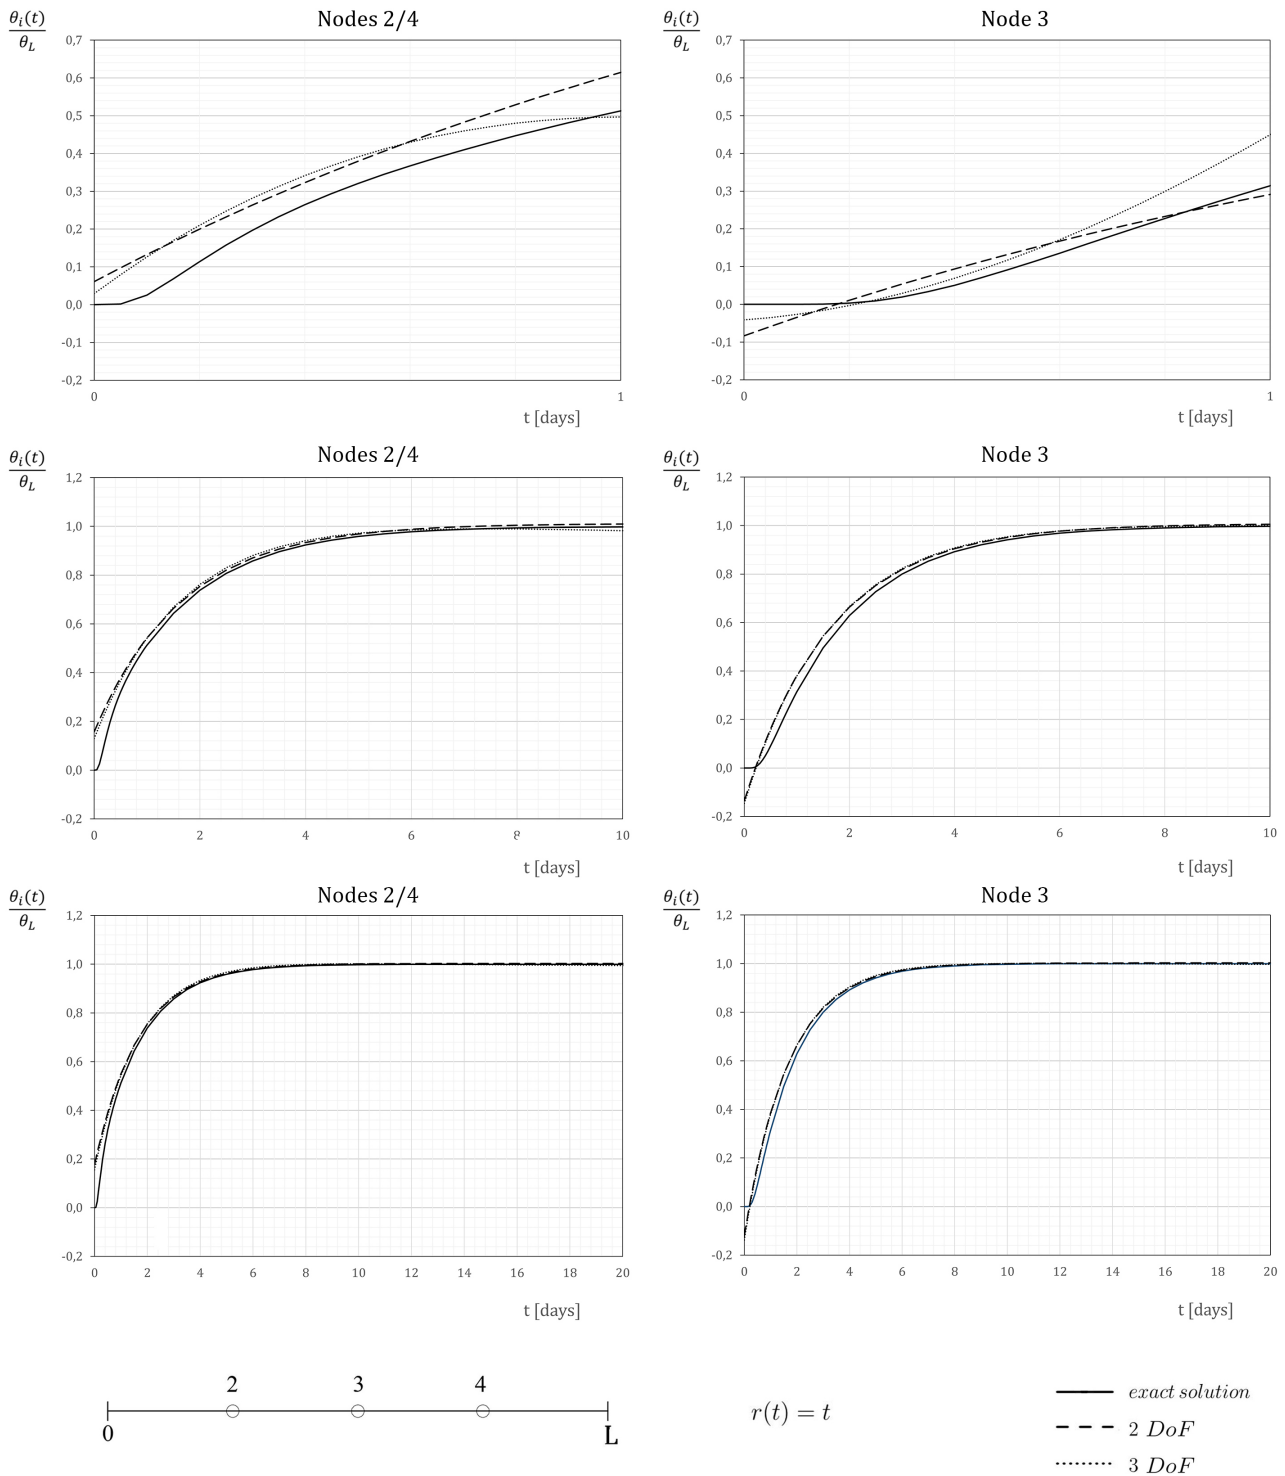 θᵢ(t)/θ_L Nodes 2/4
0,7
0,6
0,5
0,4
0,3
0,2
0,1
0,0
-0,1
-0,2
0 1
t [days]
θᵢ(t)/θ_L Node 3
0,7
0,6
0,5
0,4
0,3
0,2
0,1
0,0
-0,1
-0,2
0 1
t [days]
θᵢ(t)/θ_L Nodes 2/4
1,2
1,0
0,8
0,6
0,4
0,2
0,0
-0,2
0 2 4 6 8 10
t [days]
θᵢ(t)/θ_L Node 3
1,2
1,0
0,8
0,6
0,4
0,2
0,0
-0,2
0 2 4 6 8 10
t [days]
θᵢ(t)/θ_L Nodes 2/4
1,2
1,0
0,8
0,6
0,4
0,2
0,0
-0,2
0 2 4 6 8 10 12 14 16 18 20
t [days]
θᵢ(t)/θ_L Node 3
1,2
1,0
0,8
0,6
0,4
0,2
0,0
-0,2
0 2 4 6 8 10 12 14 16 18 20
t [days]
2 3 4
0 L
r(t) = t
exact solution
2 DoF
3 DoF